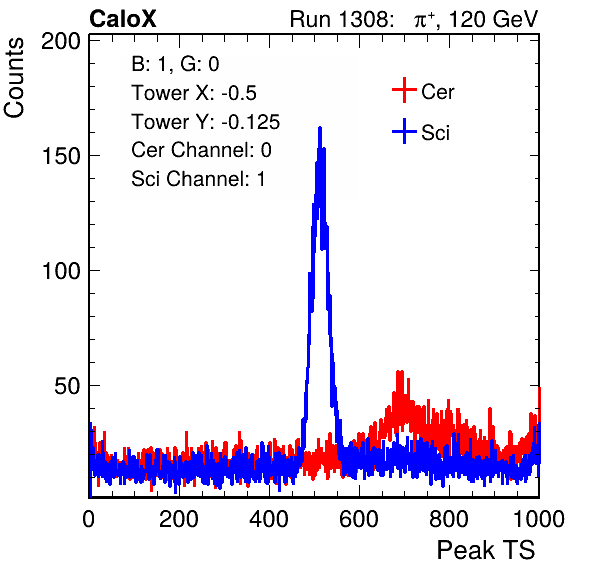 CaloX Run 1308: π⁺, 120 GeV
Counts
200
150
100
50
B: 1, G: 0
Tower X: -0.5
Tower Y: -0.125
Cer Channel: 0
Sci Channel: 1
Cer
Sci
0 200 400 600 800 1000
Peak TS